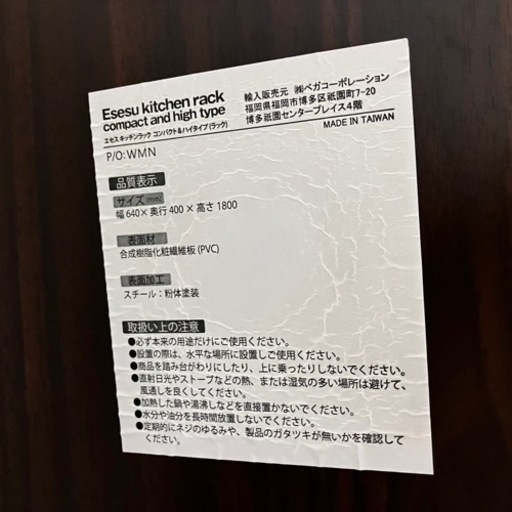 Esesu kitchen rack
compact and high type
エセス キッチンラック コンパクト&ハイタイプ(ラック)
P/O:WMN
輸入販売元 ㈱ベガコーポレーション
福岡県福岡市博多区祇園町7-20
博多祇園センタープレイス4階
MADE IN TAIWAN
品質表示
サイズ
幅 640× 奥行 400 × 高さ 1800
表面材
合成樹脂化粧繊維板 (PVC)
表面加工
スチール:粉体塗装
取扱い上の注意
●必ず本来の用途だけにご使用ください。
●設置の際は、水平な場所に設置しご使用ください。
●商品を踏み台がわりにしたり、上に乗ったりしないでください。
●直射日光やストーブなどの熱、または湿気の多い場所は避けて、
風通しを良くしてください。
●加熱した鍋や湯沸しなどを直接置かないでください。
●水分や油分を長時間放置しないでください。
●定期的にネジのゆるみや、製品のガタツキが無いかを確認して
ください。